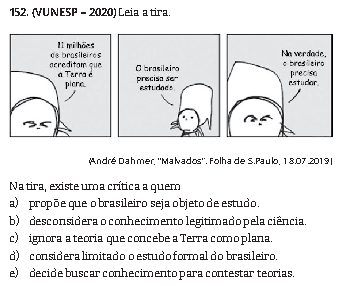 152. (VUNESP – 2020) Leia a tira.
11 milhões
de brasileiros
acreditam que
a Terra é
plana.
O brasileiro
precisa ser
estudado.
Na verdade,
o brasileiro
precisa
estudar.
(André Dahmer, “Malvados”. Folha de S.Paulo, 18.07.2019)
Na tira, existe uma crítica a quem
a) propõe que o brasileiro seja objeto de estudo.
b) desconsidera o conhecimento legitimado pela ciência.
c) ignora a teoria que concebe a Terra como plana.
d) considera limitado o estudo formal do brasileiro.
e) decide buscar conhecimento para contestar teorias.